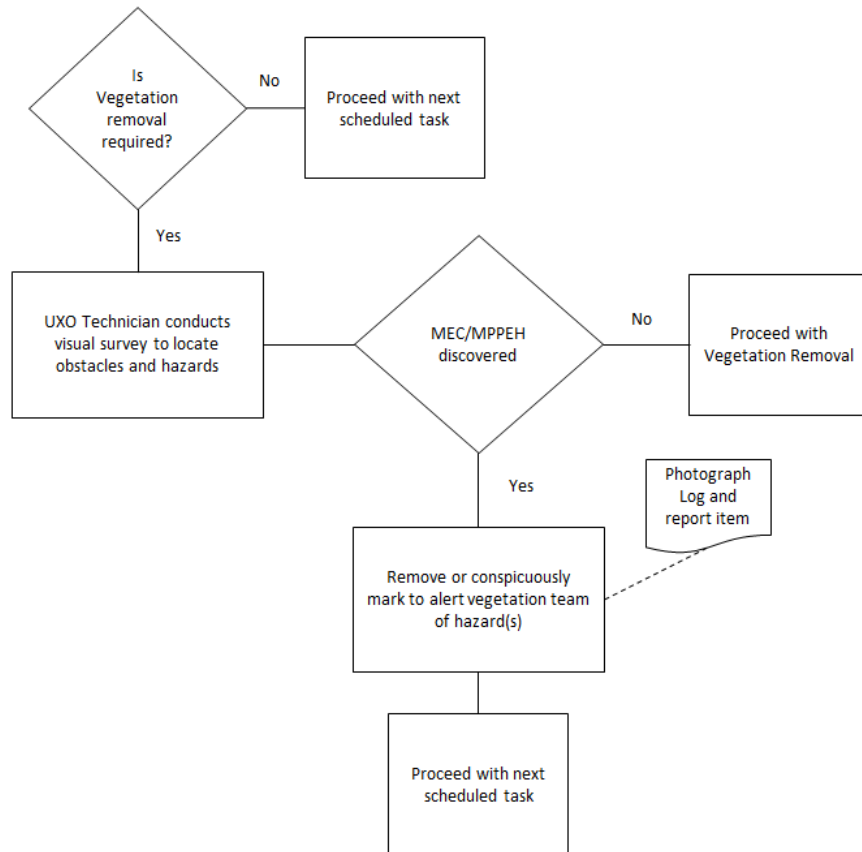 Is
Vegetation
removal
required?
No
Proceed with next
scheduled task
Yes
UXO Technician conducts
visual survey to locate
obstacles and hazards
MEC/MPPEH
discovered
No
Proceed with
Vegetation Removal
Yes
Photograph
Log and
report item
Remove or conspicuously
mark to alert vegetation team
of hazard(s)
Proceed with next
scheduled task